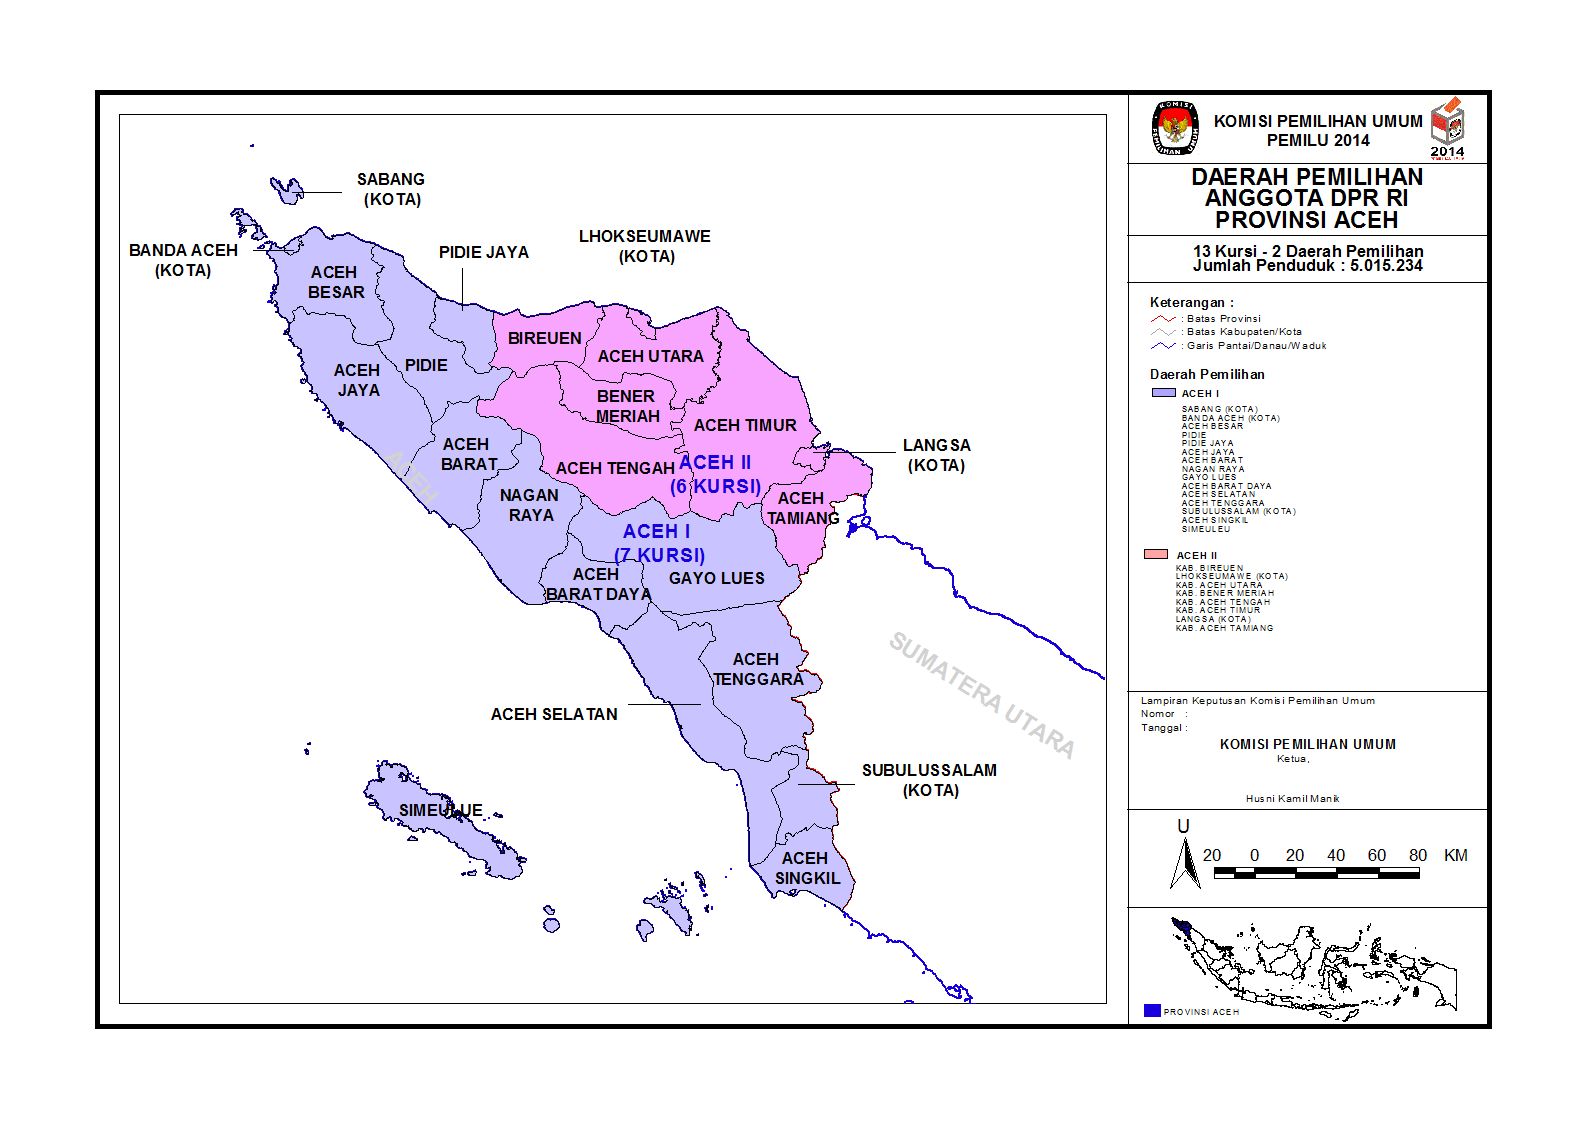 SABANG
(KOTA)
BANDA ACEH
(KOTA)
PIDIE JAYA
LHOKSEUMAWE
(KOTA)
ACEH
BESAR
BIREUEN
ACEH UTARA
ACEH
JAYA
PIDIE
BENER
MERIAH
ACEH TIMUR
ACEH
BARAT
LANGSA
(KOTA)
ACEH TENGAH
ACEH II
(6 KURSI)
ACEH
NAGAN
RAYA
ACEH
TAMIANG
ACEH I
(7 KURSI)
ACEH
BARAT DAYA
GAYO LUES
ACEH
TENGGARA
SUMATERA UTARA
ACEH SELATAN
SUBULUSSALAM
(KOTA)
SIMEULUE
ACEH
SINGKIL
KOMISI
PEMILIHAN UMUM
KOMISI PEMILIHAN UMUM
PEMILU 2014
2014
DAERAH PEMILIHAN
ANGGOTA DPR RI
PROVINSI ACEH
13 Kursi - 2 Daerah Pemilihan
Jumlah Penduduk : 5.015.234
Keterangan :
: Batas Provinsi
: Batas Kabupaten/Kota
: Garis Pantai/Danau/Waduk
Daerah Pemilihan
ACEH I
SABANG (KOTA)
BANDA ACEH (KOTA)
ACEH BESAR
PIDIE
PIDIE JAYA
ACEH JAYA
ACEH BARAT
NAGAN RAYA
GAYO LUES
ACEH BARAT DAYA
ACEH SELATAN
ACEH TENGGARA
SUBULUSSALAM (KOTA)
ACEH SINGKIL
SIMEULEU
ACEH II
KAB. BIREUEN
LHOKSEUMAWE (KOTA)
KAB. ACEH UTARA
KAB. BENER MERIAH
KAB. ACEH TENGAH
KAB. ACEH TIMUR
LANGSA (KOTA)
KAB. ACEH TAMIANG
Lampiran Keputusan Komisi Pemilihan Umum
Nomor :
Tanggal :
KOMISI PEMILIHAN UMUM
Ketua,
Husni Kamil Manik
U
20 0 20 40 60 80 KM
PROVINSI ACEH